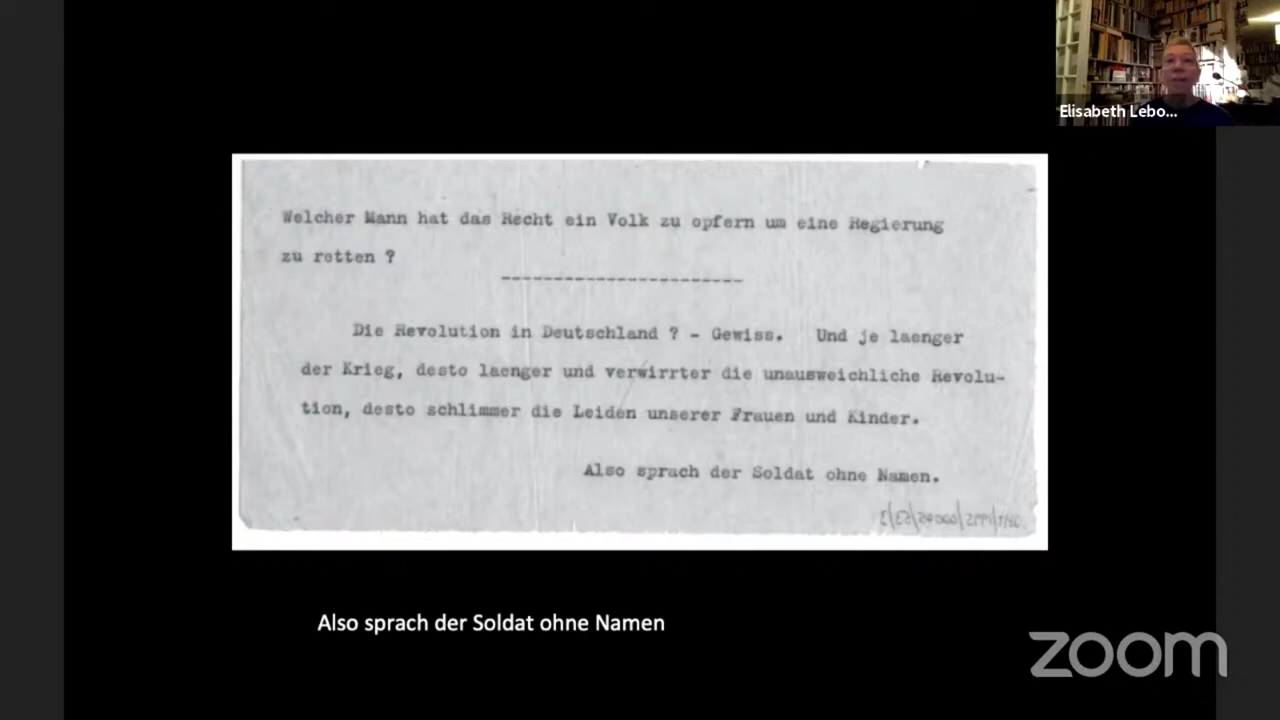 Elisabeth Lebo...
Welcher Mann hat das Recht ein Volk zu opfern um eine Regierung
zu retten ?
-----------------------
Die Revolution in Deutschland ? - Gewiss. Und je laenger
der Krieg, desto laenger und verwirrter die unausweichliche Revolu-
tion, desto schlimmer die Leiden unserer Frauen und Kinder.
Also sprach der Soldat ohne Namen.
Also sprach der Soldat ohne Namen
zoom